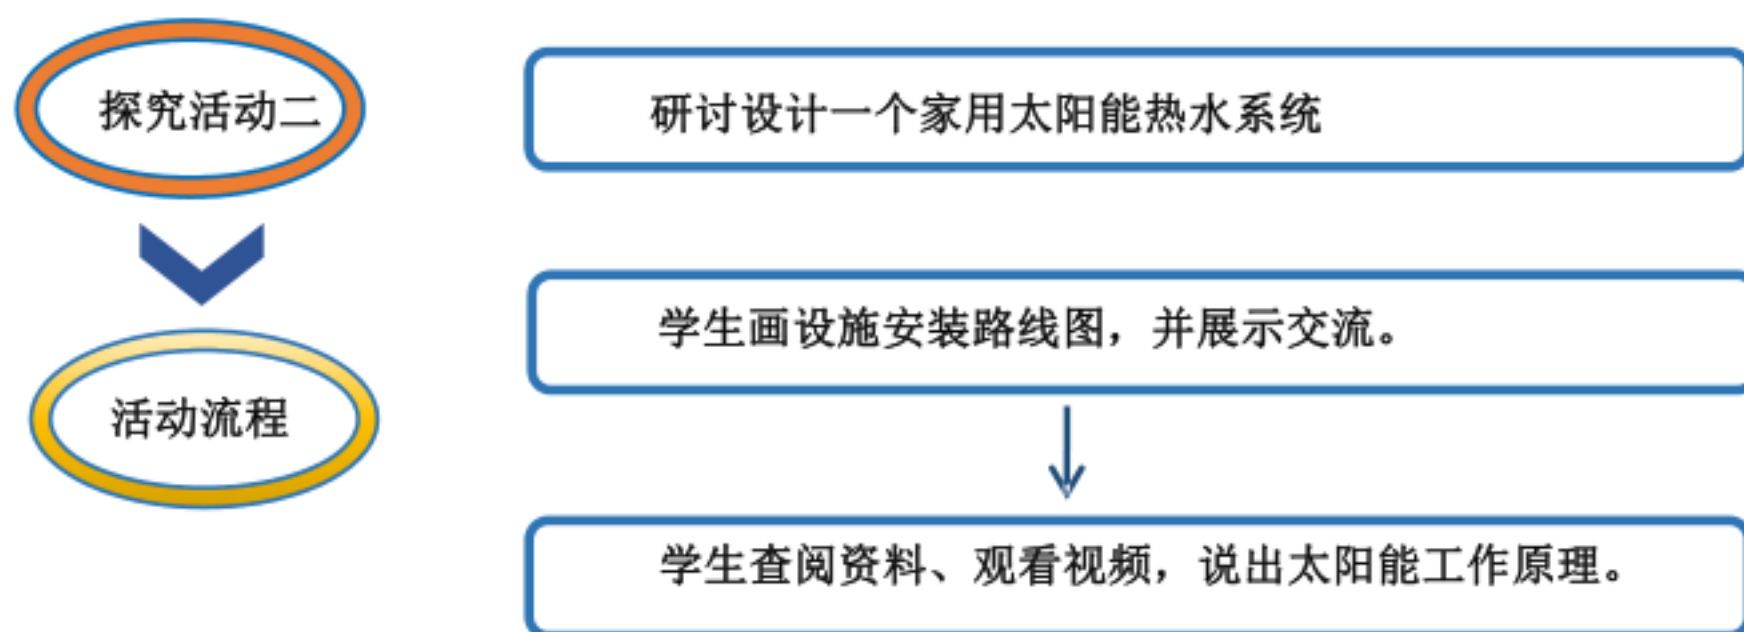 探究活动二
研讨设计一个家用太阳能热水系统
活动流程
学生画设施安装路线图，并展示交流。
学生查阅资料、观看视频，说出太阳能工作原理。